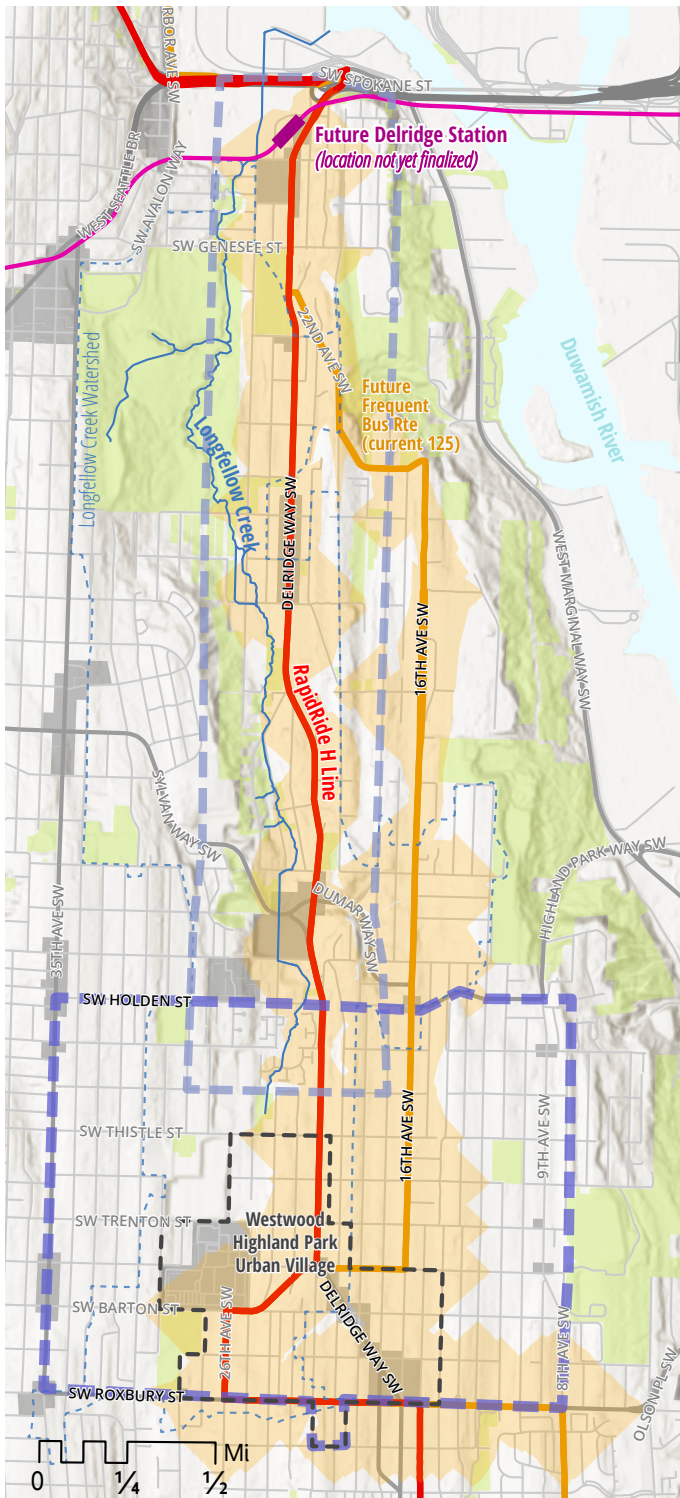 RBOR AVE SW
SW SPOKANE ST
Future Delridge Station
(location not yet finalized)
WEST SEATTLE BR
SW AVALON WAY
SW GENESEE ST
22ND AVE SW
Longfellow Creek Watershed
Duwamish River
Future
Frequent
Bus Rte
(current 125)
Longfellow Creek
DELRIDGE WAY SW
WEST MARGINAL WAY SW
16TH AVE SW
RapidRide H Line
SYLVAN WAY SW
HIGHLAND PARK WAY SW
35TH AVE SW
DUMAR WAY SW
SW HOLDEN ST
16TH AVE SW
9TH AVE SW
SW THISTLE ST
SW TRENTON ST
Westwood
Highland Park
Urban Village
SW BARTON ST
26TH AVE SW
DELRIDGE WAY SW
8TH AVE SW
OLSON PL SW
SW ROXBURY ST
Mi
0 1/4 1/2